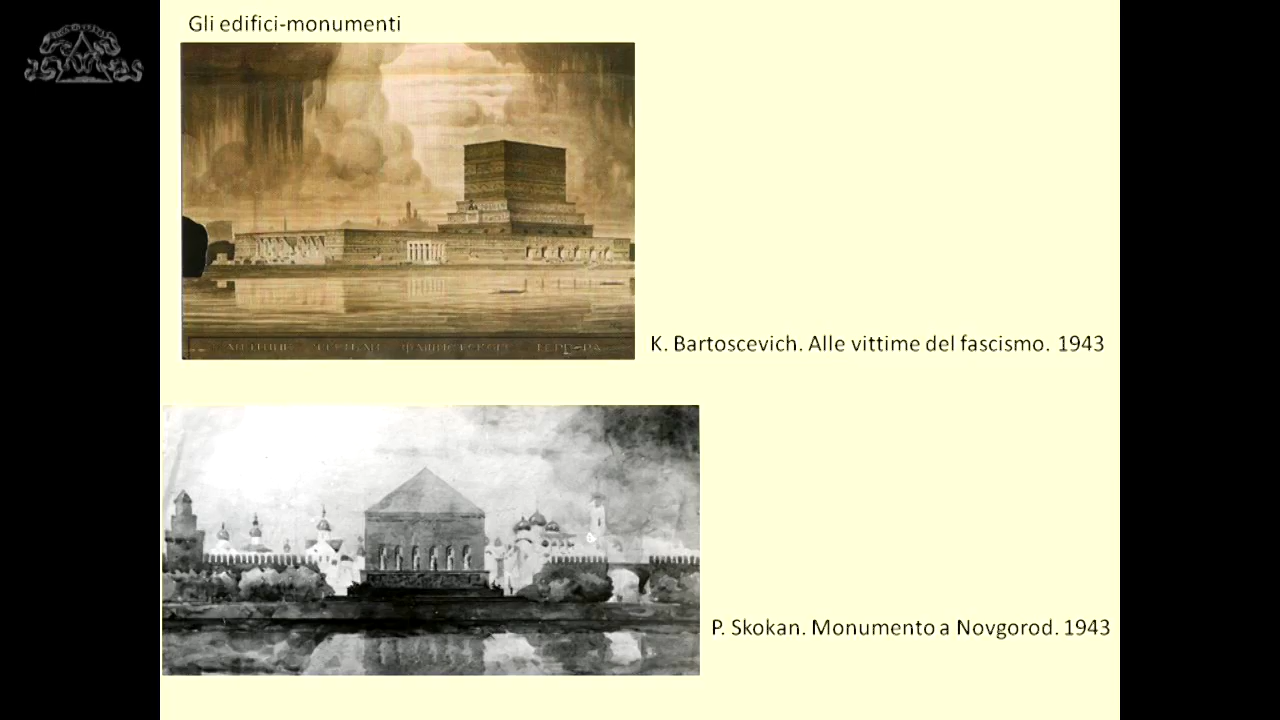 Gli edifici-monumenti
K. Bartoscevich. Alle vittime del fascismo. 1943
P. Skokan. Monumento a Novgorod. 1943